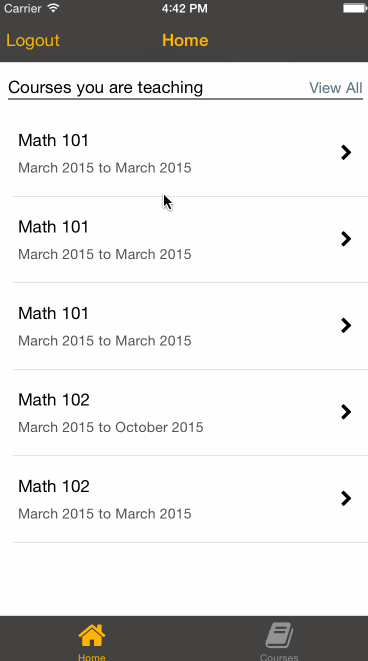 Carrier 4:42 PM
Logout Home
Courses you are teaching View All
Math 101
March 2015 to March 2015
Math 101
March 2015 to March 2015
Math 101
March 2015 to March 2015
Math 102
March 2015 to October 2015
Math 102
March 2015 to March 2015
Home Courses